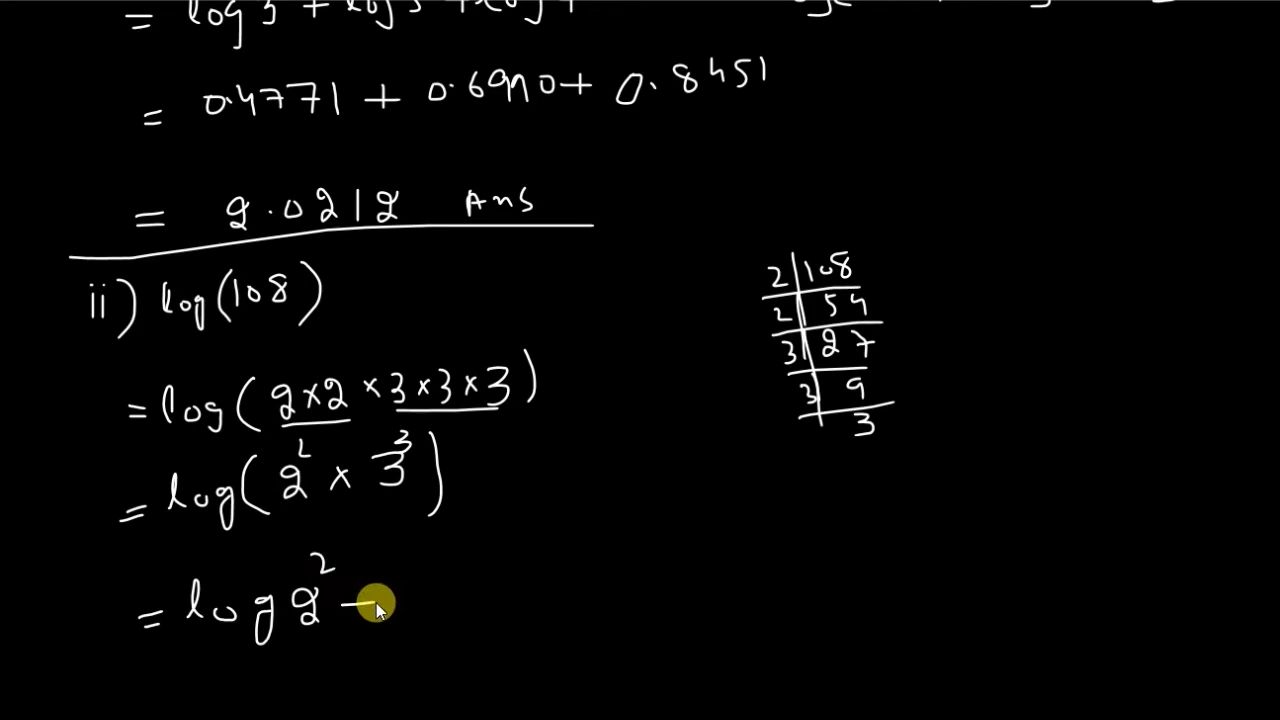 = 0.4771 + 0.6990 + 0.8451
= 2.0212 Ans
ii) log(108)
= log(2×2×3×3×3)
= log(2² × 3³)
= log 2² –
2|108
2|54
3|27
3|9
3